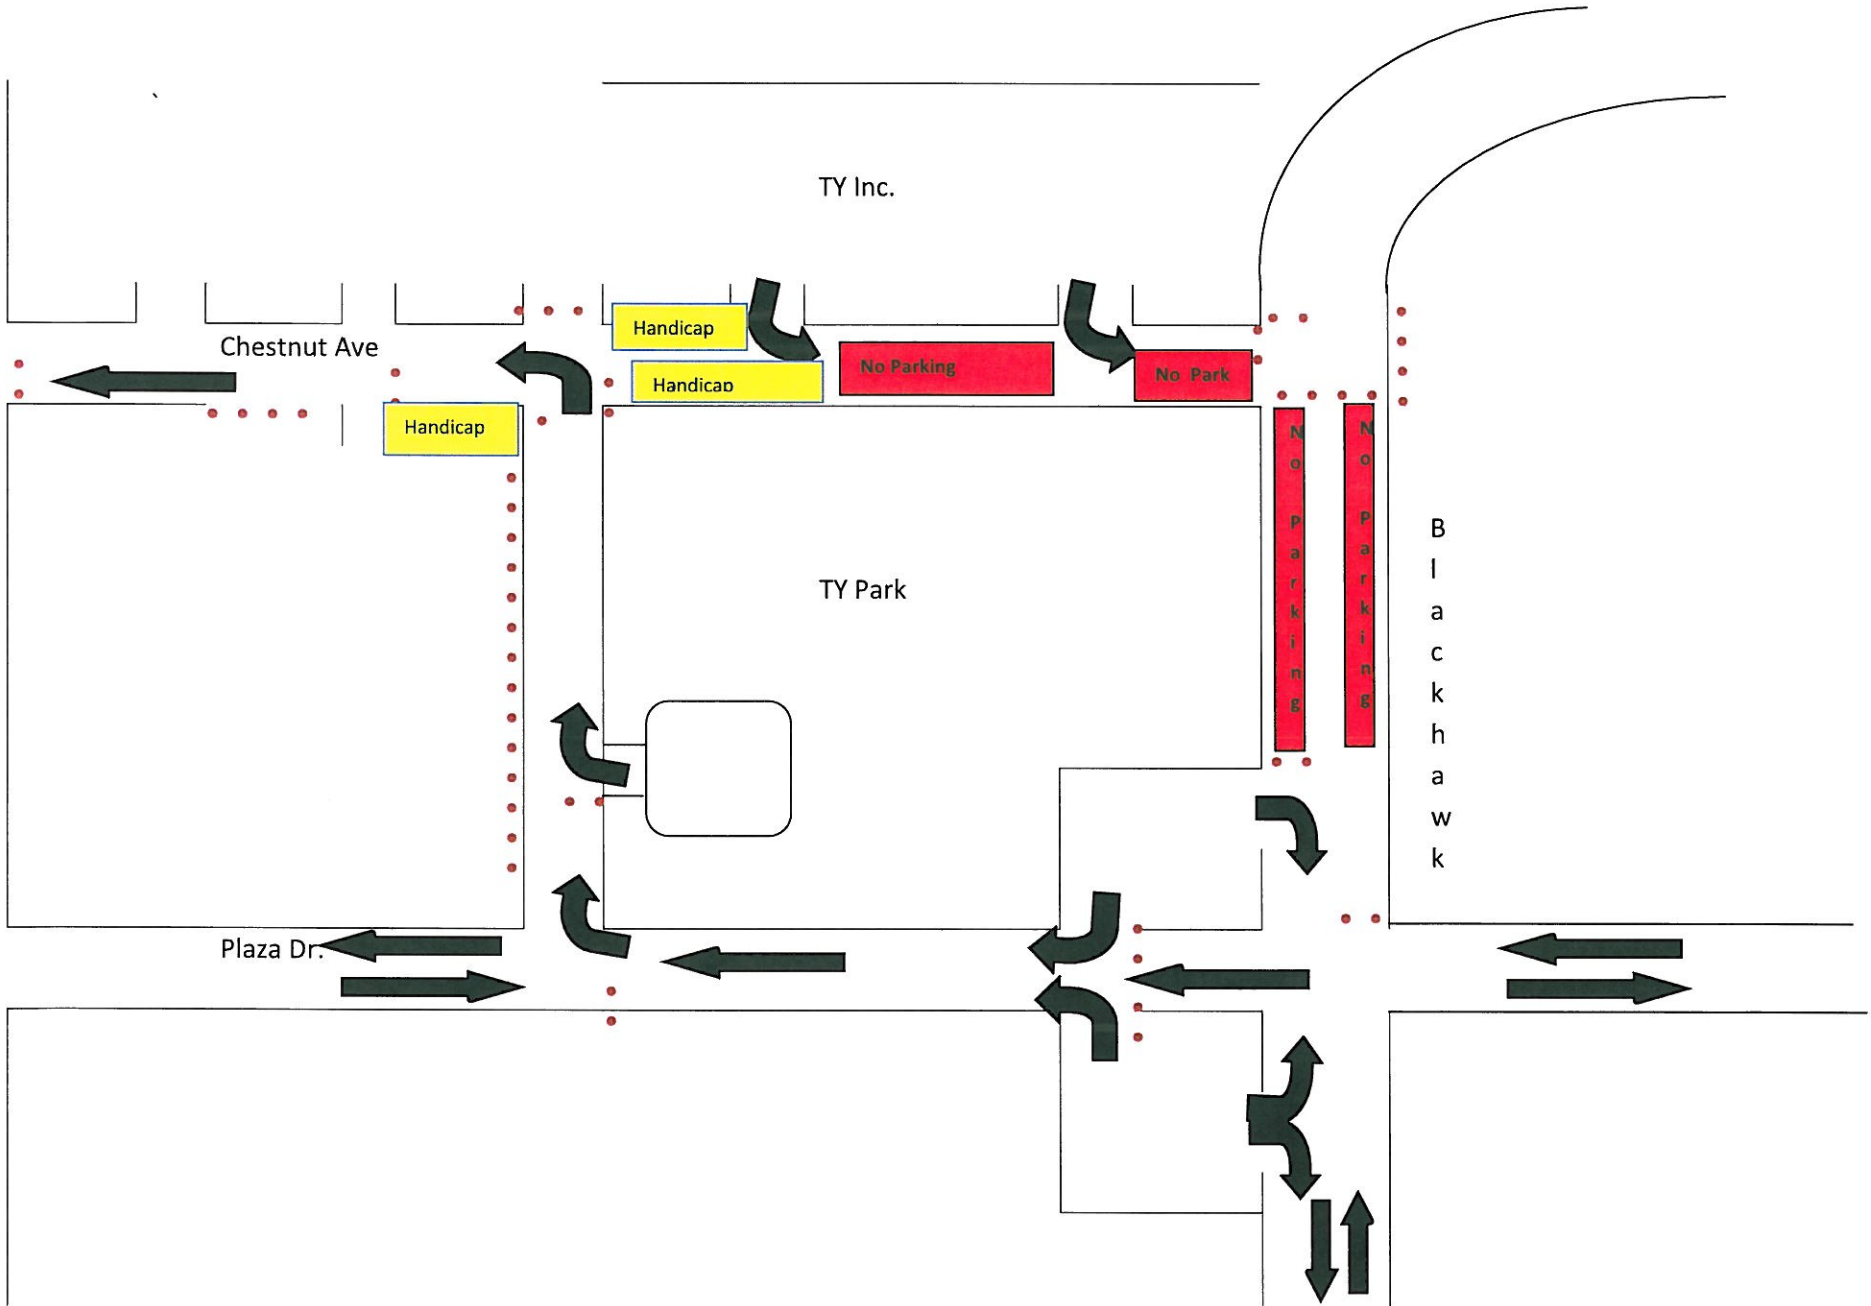 TY Inc.
Handicap
Chestnut Ave
Handicap
No Parking
No Park
Handicap
No Parking
No Parking
Blackhawk
TY Park
Plaza Dr.